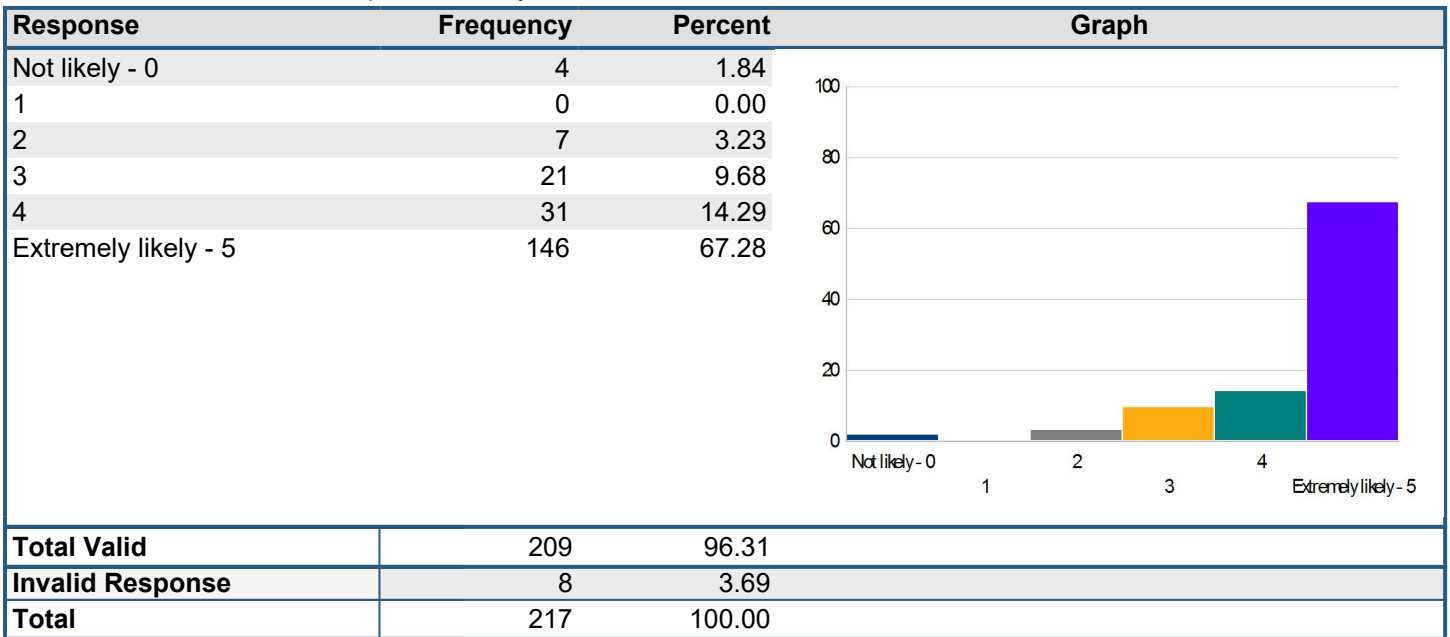 Response Frequency Percent Graph
Not likely - 0 4 1.84
1 0 0.00
2 7 3.23
3 21 9.68
4 31 14.29
Extremely likely - 5 146 67.28
100
80
60
40
20
0
Not likely - 0 2 4
1 3 Extremely likely - 5
Total Valid 209 96.31
Invalid Response 8 3.69
Total 217 100.00